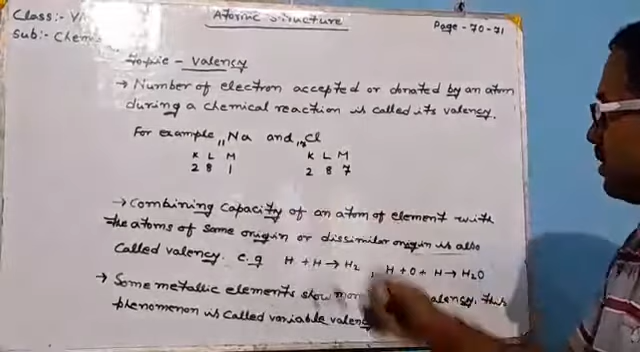 Class:- VI
Atomic Structure
Page - 70-71
Sub:- Chem
Topic - Valency
→ Number of electron accepted or donated by an atom
during a chemical reaction is called its valency.
For example, 11Na and 17Cl
K L M K L M
2 8 1 2 8 7
→ Combining Capacity of an atom of element with
the atoms of same origin or dissimilar origin is also
called valency. e.g H + H → H2 , H + O + H → H2O
→ Some metallic elements show valency, this
phenomenon is called variable valency